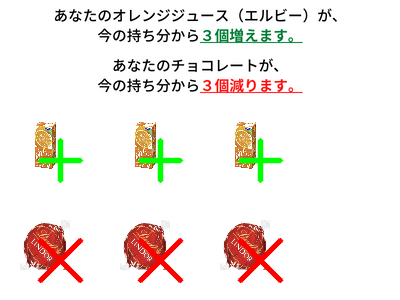 あなたのオレンジジュース（エルビー）が、
今の持ち分から３個増えます。
あなたのチョコレートが、
今の持ち分から３個減ります。
LINDOR
LINDOR
LINDOR